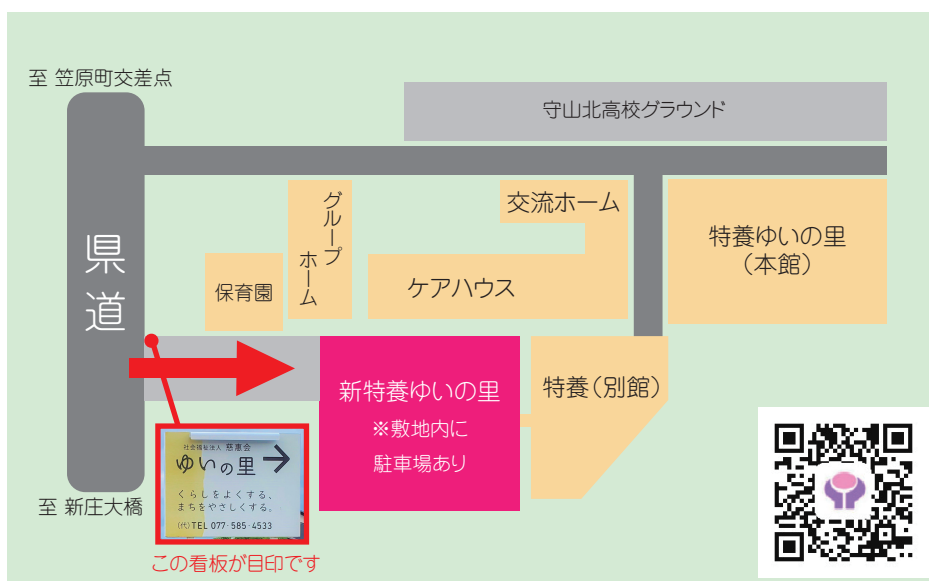 至 笠原町交差点
守山北高校グラウンド
県道
グループ
ホーム
交流ホーム
特養ゆいの里
（本館）
保育園
ケアハウス
新特養ゆいの里
※敷地内に
駐車場あり
特養（別館）
社会福祉法人 慈恵会
ゆいの里
くらしをよくする、
まちをやさしくする。
(代)TEL 077-585-4533
至 新庄大橋
この看板が目印です